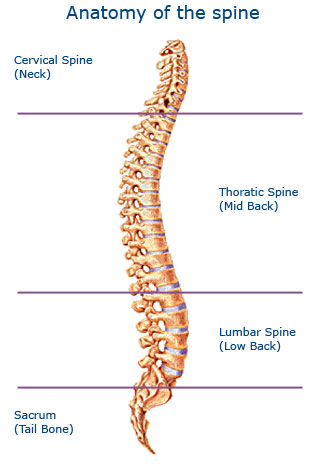 Anatomy of the spine
Cervical Spine
(Neck)
Thoratic Spine
(Mid Back)
Lumbar Spine
(Low Back)
Sacrum
(Tail Bone)